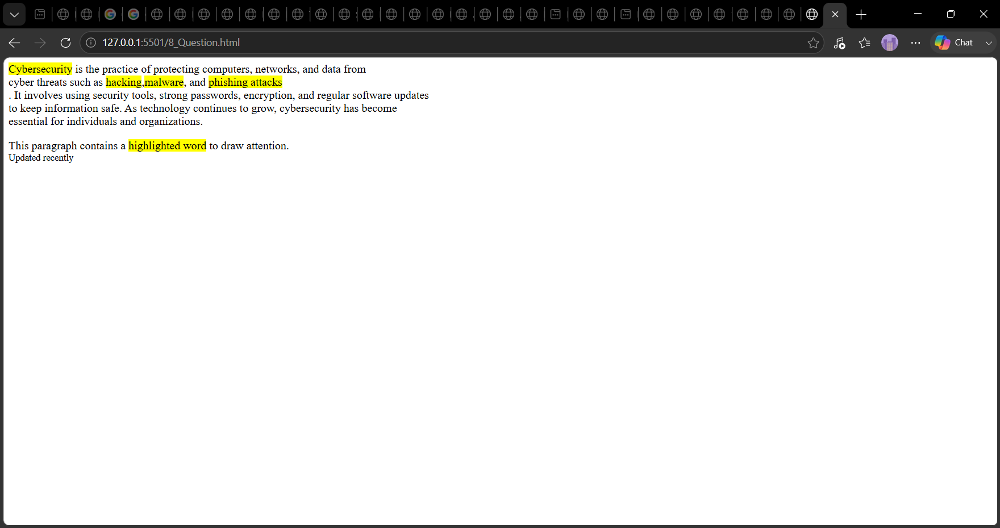 127.0.0.1:5501/8_Question.html
Chat
Cybersecurity is the practice of protecting computers, networks, and data from
cyber threats such as hacking,malware, and phishing attacks
. It involves using security tools, strong passwords, encryption, and regular software updates
to keep information safe. As technology continues to grow, cybersecurity has become
essential for individuals and organizations.
This paragraph contains a highlighted word to draw attention.
Updated recently